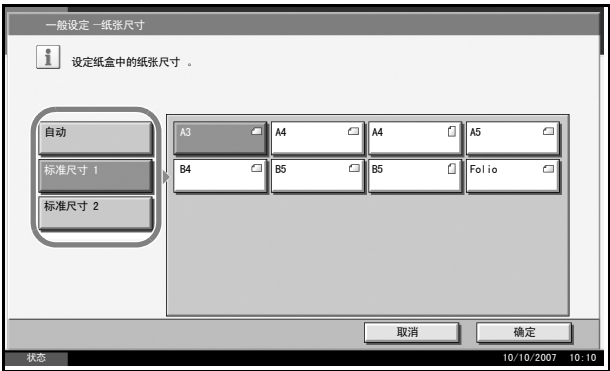 一般设定 —纸张尺寸
设定纸盒中的纸张尺寸 。
自动
标准尺寸 1
标准尺寸 2
A3 A4 A4 A5
B4 B5 B5 Folio
取消 确定
状态 10/10/2007 10:10